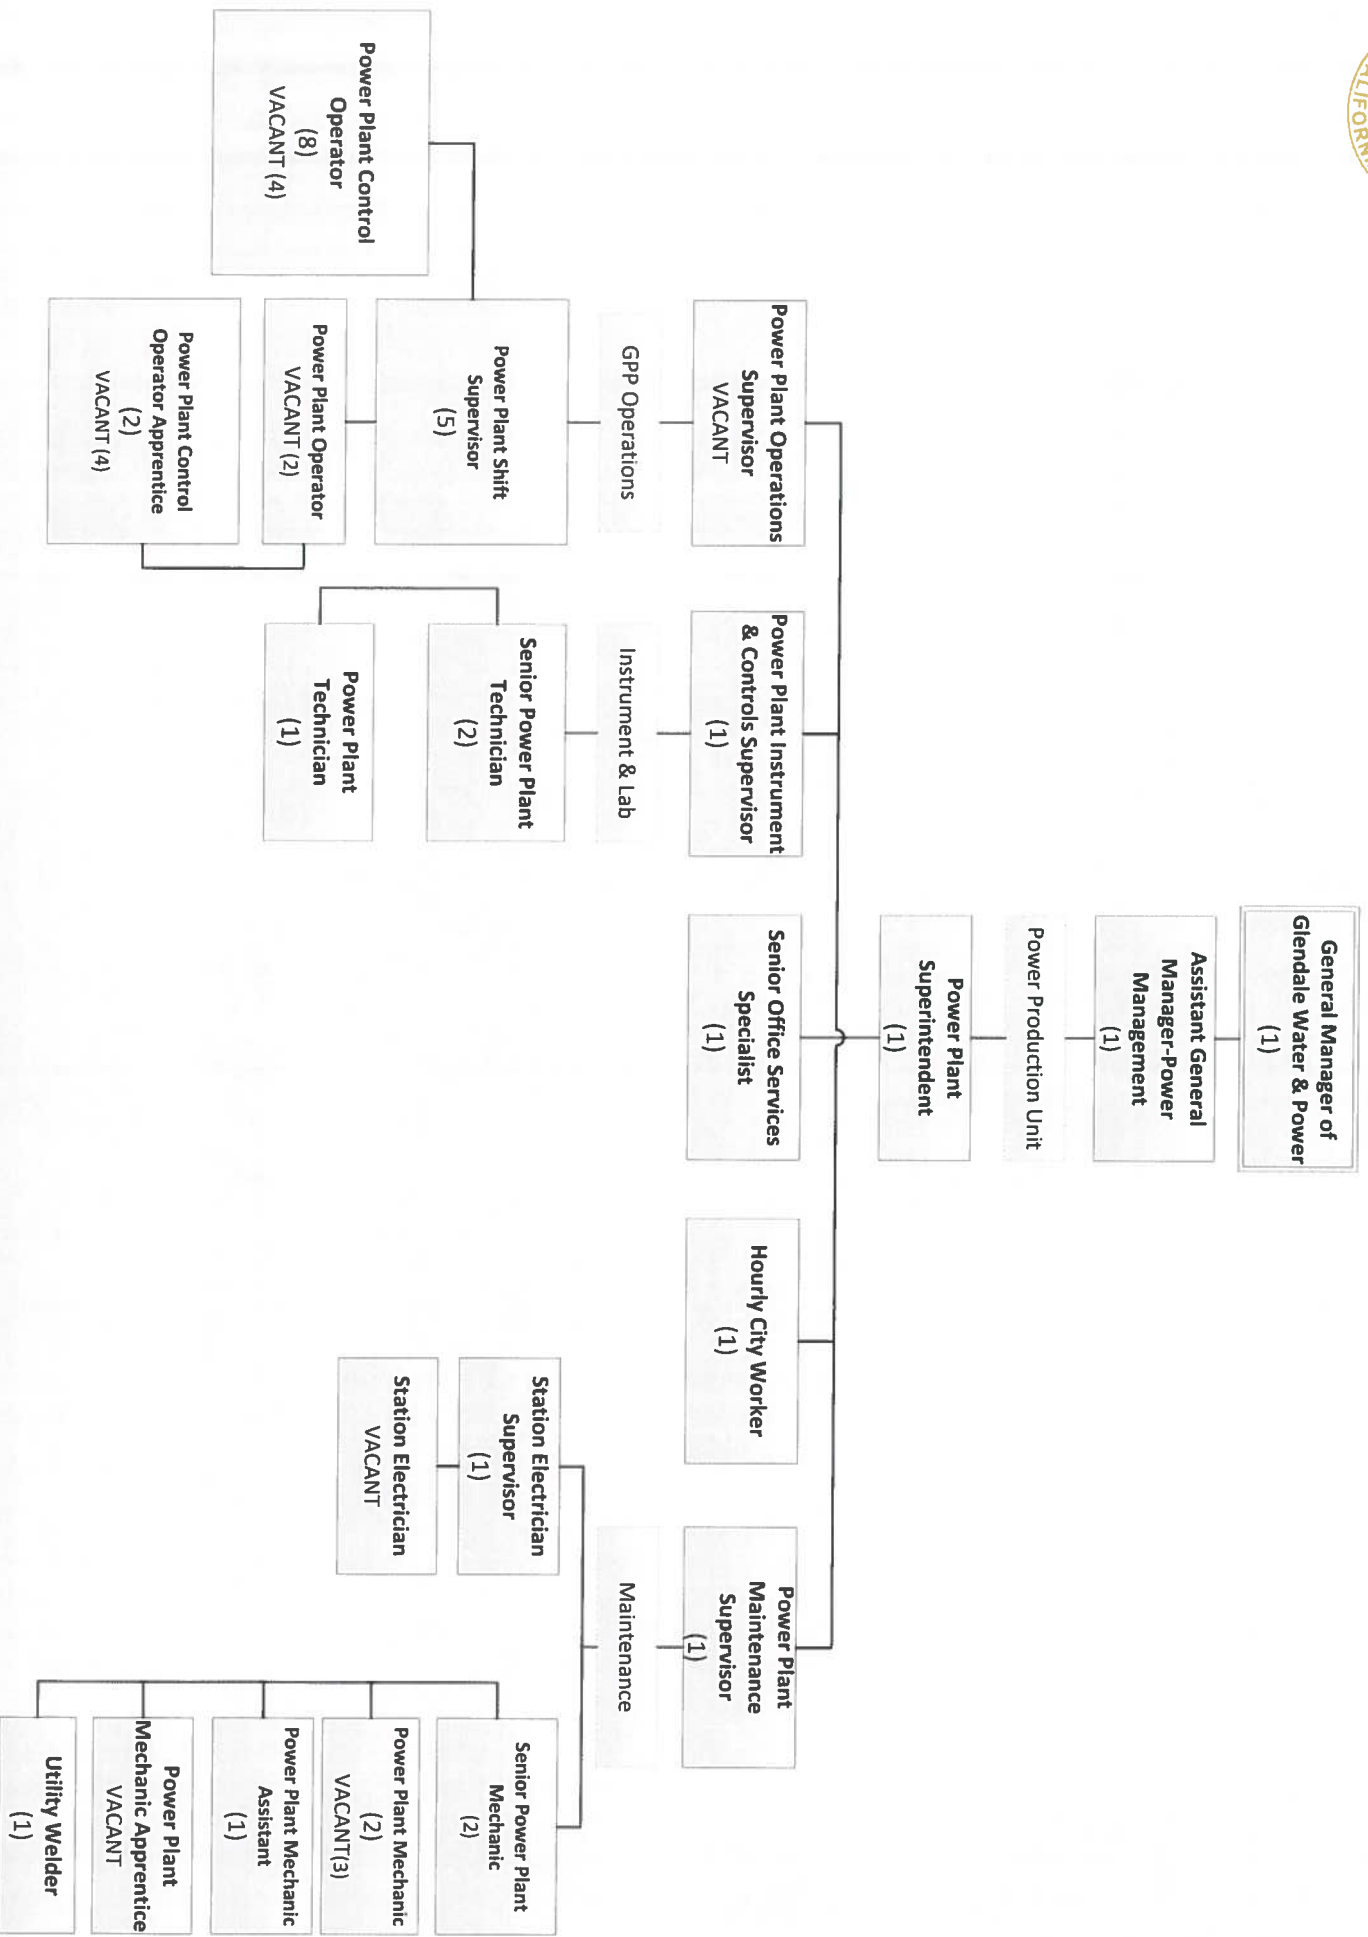 General Manager of
Glendale Water & Power
(1)
Assistant General
Manager-Power
Management
(1)
Power Production Unit
Power Plant
Superintendent
(1)
Power Plant Operations
Supervisor
VACANT
Power Plant Instrument
& Controls Supervisor
(1)
Senior Office Services
Specialist
(1)
Hourly City Worker
(1)
Power Plant
Maintenance
Supervisor
(1)
GPP Operations
Instrument & Lab
Maintenance
Power Plant Shift
Supervisor
(5)
Power Plant Control
Operator
(8)
VACANT (4)
Power Plant Operator
VACANT (2)
Power Plant Control
Operator Apprentice
(2)
VACANT (4)
Senior Power Plant
Technician
(2)
Power Plant
Technician
(1)
Station Electrician
Supervisor
(1)
Station Electrician
VACANT
Senior Power Plant
Mechanic
(2)
Power Plant Mechanic
(2)
VACANT(3)
Power Plant Mechanic
Assistant
(1)
Power Plant
Mechanic Apprentice
VACANT
Utility Welder
(1)